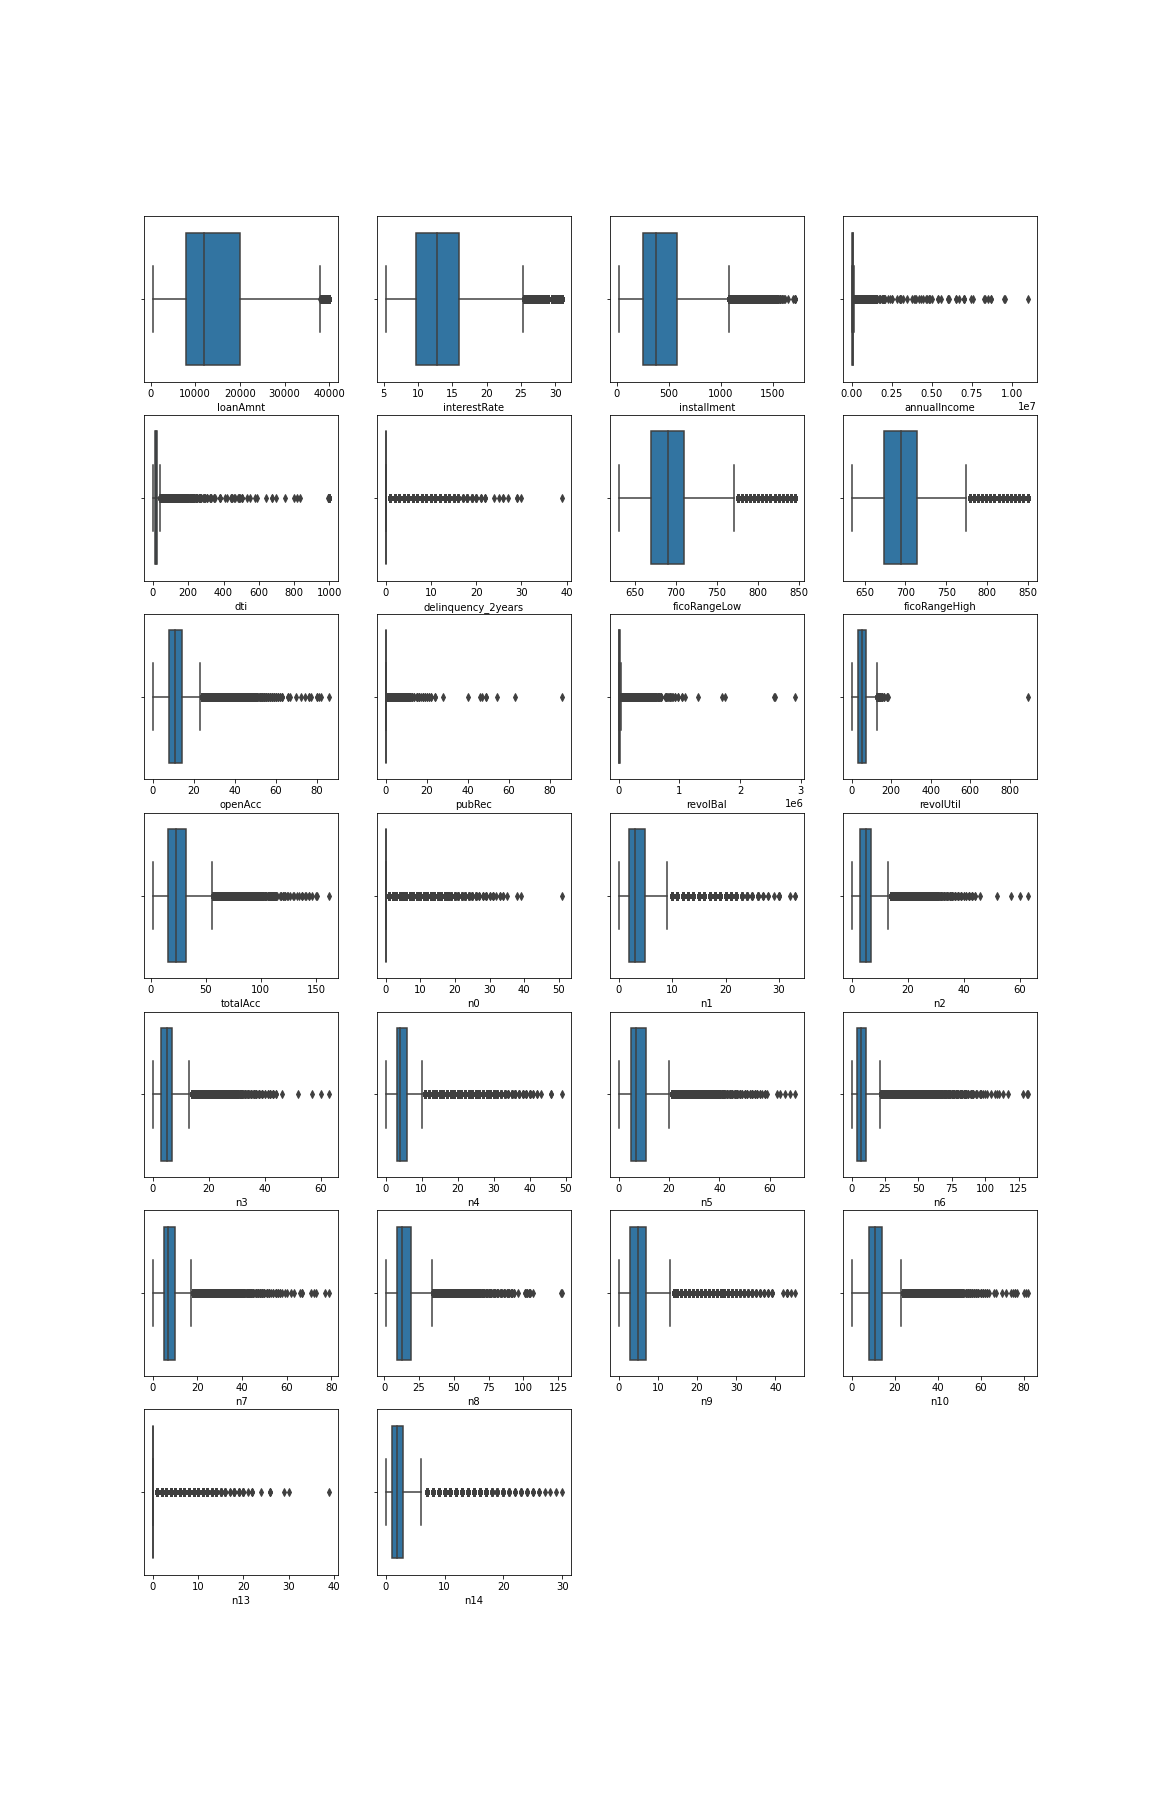 0 10000 20000 30000 40000
loanAmnt
5 10 15 20 25 30
interestRate
0 500 1000 1500
installment
0.00 0.25 0.50 0.75 1.00
annualIncome 1e7
0 200 400 600 800 1000
dti
0 10 20 30 40
delinquency_2years
650 700 750 800 850
ficoRangeLow
650 700 750 800 850
ficoRangeHigh
0 20 40 60 80
openAcc
0 20 40 60 80
pubRec
0 1 2 3
revolBal 1e6
0 200 400 600 800
revolUtil
0 50 100 150
totalAcc
0 10 20 30 40 50
n0
0 10 20 30
n1
0 20 40 60
n2
0 20 40 60
n3
0 10 20 30 40 50
n4
0 20 40 60
n5
0 25 50 75 100 125
n6
0 20 40 60 80
n7
0 25 50 75 100 125
n8
0 10 20 30 40
n9
0 20 40 60 80
n10
0 10 20 30 40
n13
0 10 20 30
n14